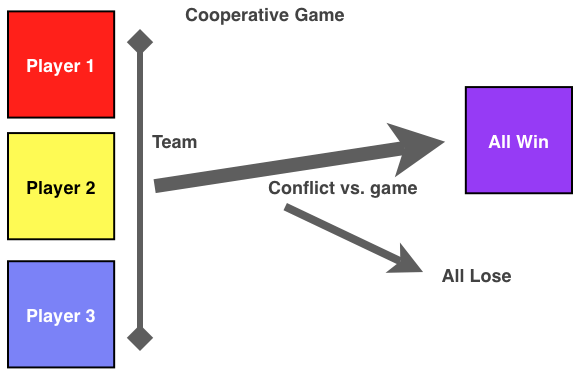 Cooperative Game
Player 1
Team
Player 2
Player 3
Conflict vs. game
All Win
All Lose